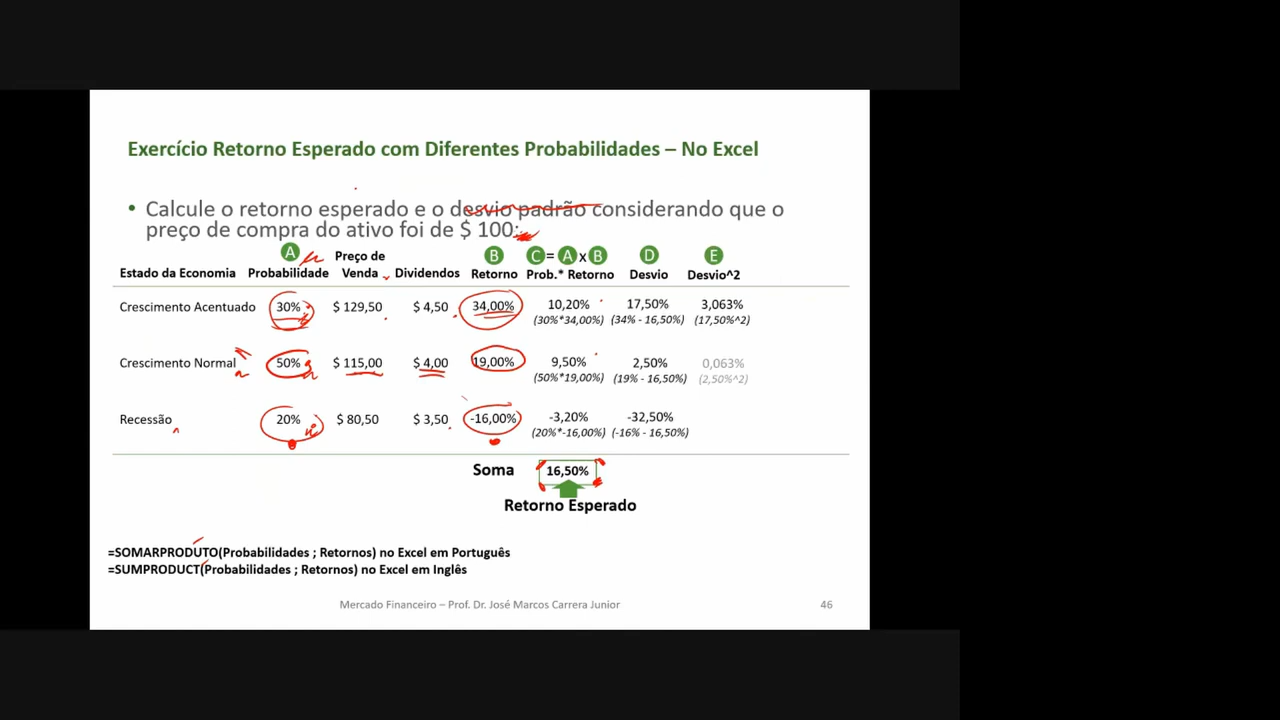 Exercício Retorno Esperado com Diferentes Probabilidades – No Excel
• Calcule o retorno esperado e o desvio padrão considerando que o
preço de compra do ativo foi de $ 100:
A B C = A x B D E
Estado da Economia Probabilidade Preço de Venda Dividendos Retorno Prob.* Retorno Desvio Desvio^2
Crescimento Acentuado 30% $ 129,50 $ 4,50 34,00% 10,20% 17,50% 3,063%
(30%*34,00%) (34% - 16,50%) (17,50%^2)
Crescimento Normal 50% $ 115,00 $ 4,00 19,00% 9,50% 2,50% 0,063%
(50%*19,00%) (19% - 16,50%) (2,50%^2)
Recessão 20% $ 80,50 $ 3,50 -16,00% -3,20% -32,50%
(20%*-16,00%) (-16% - 16,50%)
Soma 16,50%
Retorno Esperado
=SOMARPRODUTO(Probabilidades ; Retornos) no Excel em Português
=SUMPRODUCT(Probabilidades ; Retornos) no Excel em Inglês
Mercado Financeiro – Prof. Dr. José Marcos Carrera Junior 46